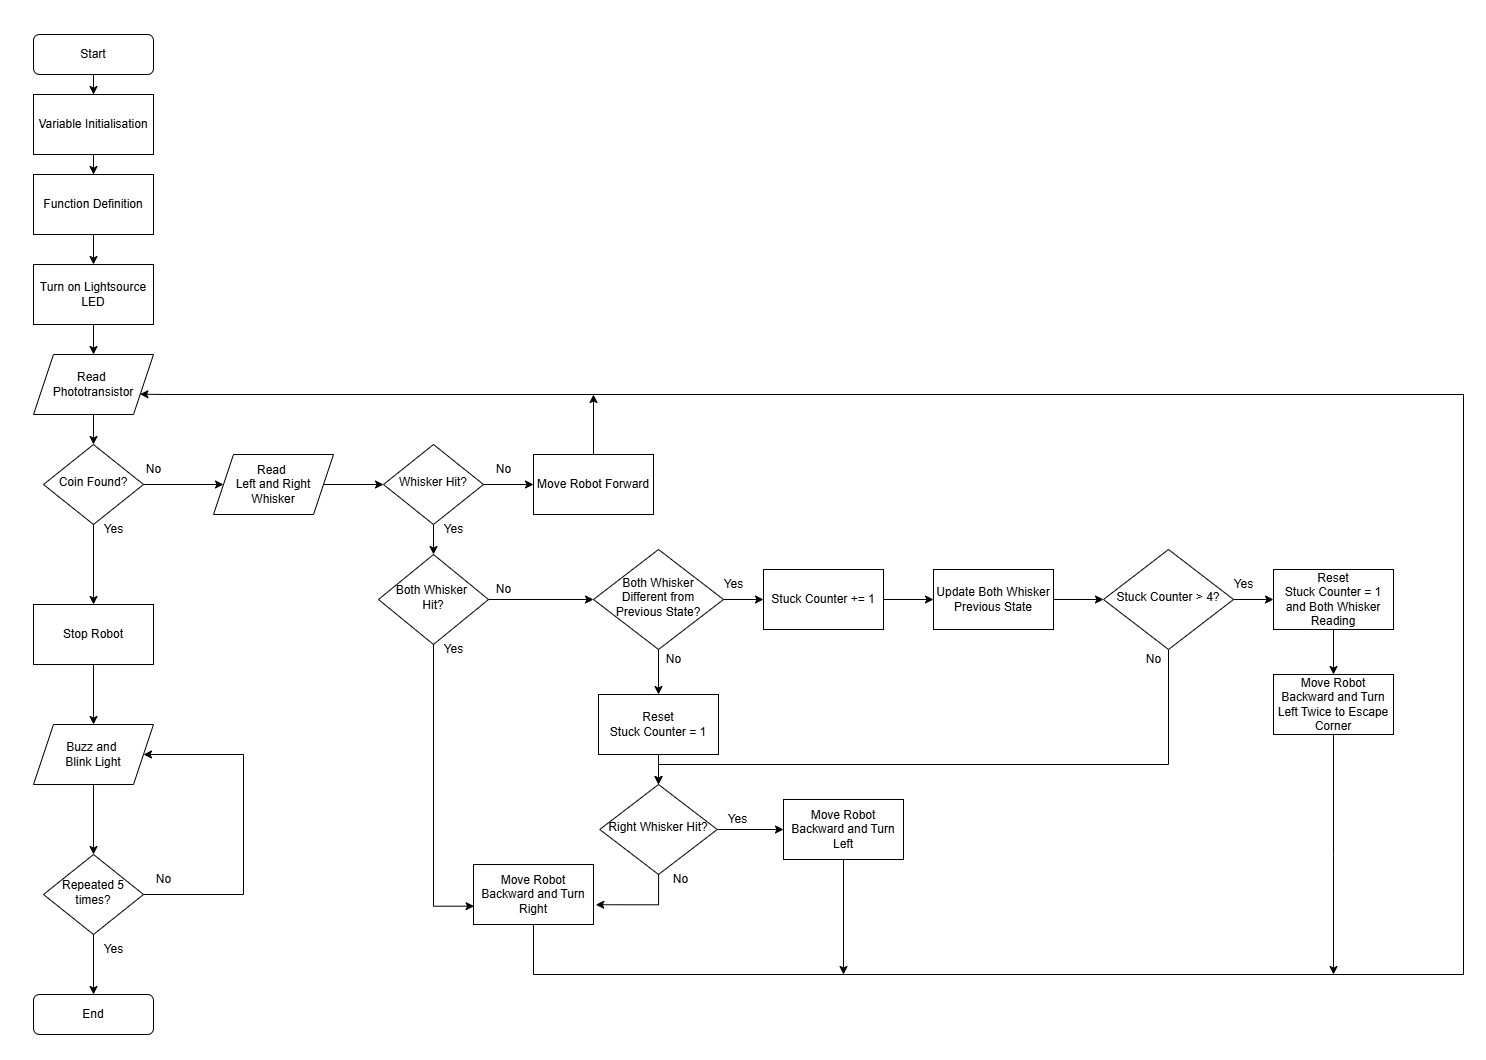 Start
Variable Initialisation
Function Definition
Turn on Lightsource
LED
Read
Phototransistor
Coin Found?
No
Yes
Read
Left and Right
Whisker
Whisker Hit?
No
Yes
Move Robot Forward
Both Whisker
Hit?
No
Yes
Both Whisker
Different from
Previous State?
Yes
No
Stuck Counter += 1
Update Both Whisker
Previous State
Stuck Counter > 4?
Yes
No
Reset
Stuck Counter = 1
and Both Whisker
Reading
Move Robot
Backward and Turn
Left Twice to Escape
Corner
Reset
Stuck Counter = 1
Right Whisker Hit?
Yes
No
Move Robot
Backward and Turn
Left
Move Robot
Backward and Turn
Right
Stop Robot
Buzz and
Blink Light
Repeated 5
times?
No
Yes
End